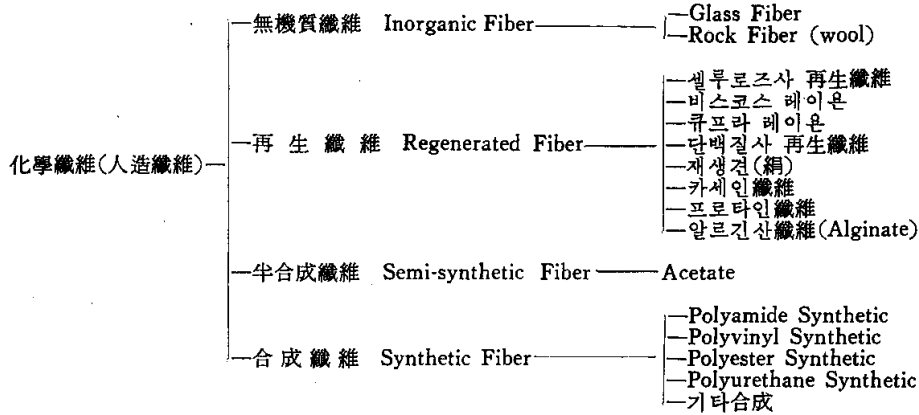 化學纖維(人造纖維)
無機質纖維 Inorganic Fiber
Glass Fiber
Rock Fiber (wool)
再生纖維 Regenerated Fiber
셀루로즈사 再生纖維
비스코스 레이욘
큐프라 레이욘
단백질사 再生纖維
재생견(絹)
카세인纖維
프로타인纖維
알르긴산纖維(Alginate)
半合成纖維 Semi-synthetic Fiber
Acetate
合成纖維 Synthetic Fiber
Polyamide Synthetic
Polyvinyl Synthetic
Polyester Synthetic
Polyurethane Synthetic
기타合成